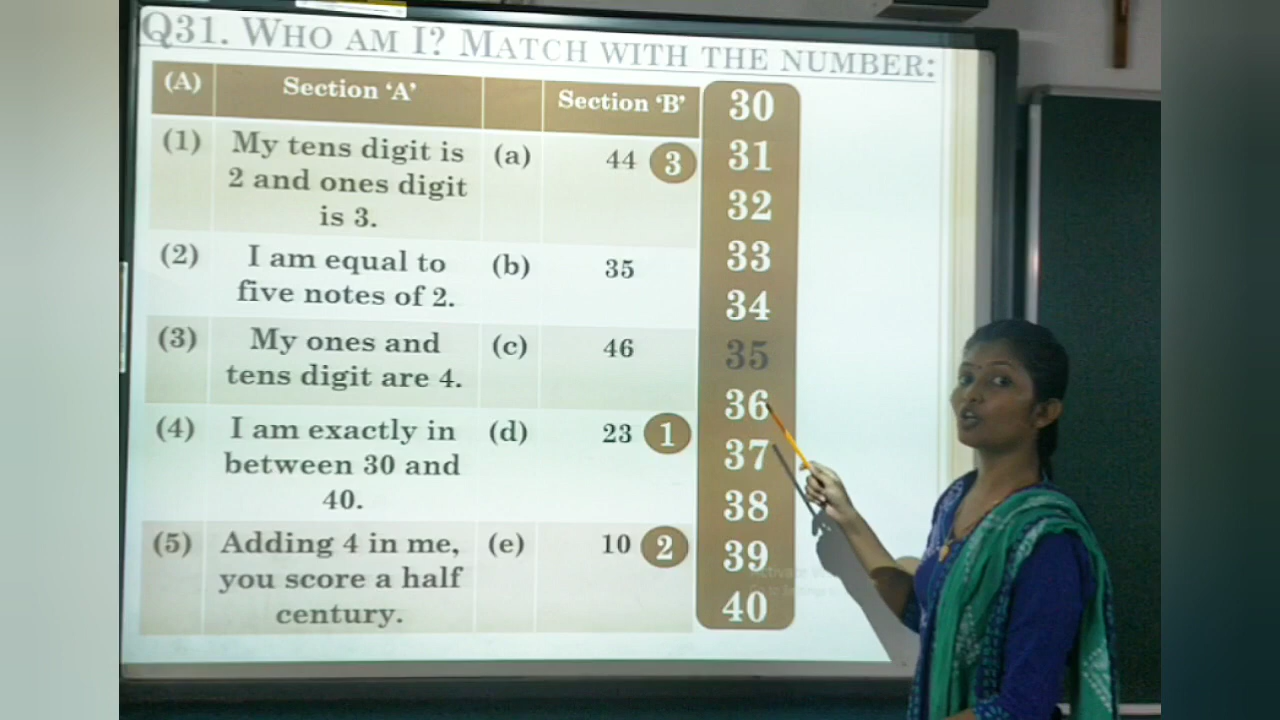 Q31. WHO AM I? MATCH WITH THE NUMBER:
(A) Section 'A' Section 'B'
(1) My tens digit is (a) 44 3
2 and ones digit
is 3.
(2) I am equal to (b) 35
five notes of 2.
(3) My ones and (c) 46
tens digit are 4.
(4) I am exactly in (d) 23 1
between 30 and
40.
(5) Adding 4 in me, (e) 10 2
you score a half
century.
30
31
32
33
34
35
36
37
38
39
40